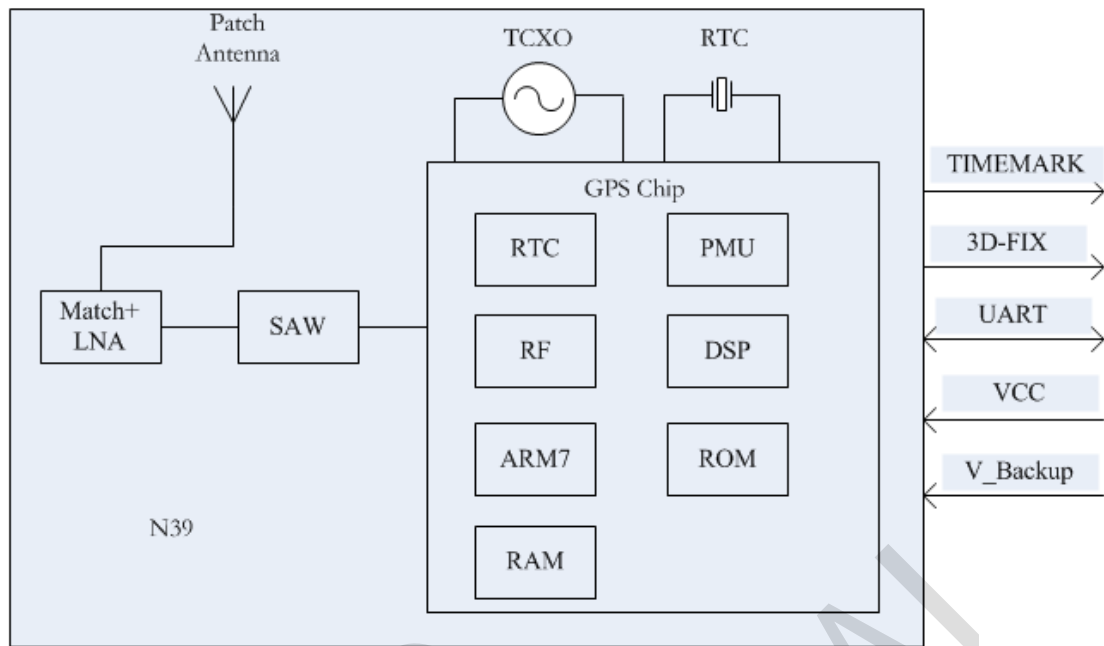 Patch
Antenna
TCXO
RTC
GPS Chip
RTC
PMU
Match+
LNA
SAW
RF
DSP
ARM7
ROM
RAM
N39
TIMEMARK
3D-FIX
UART
VCC
V_Backup